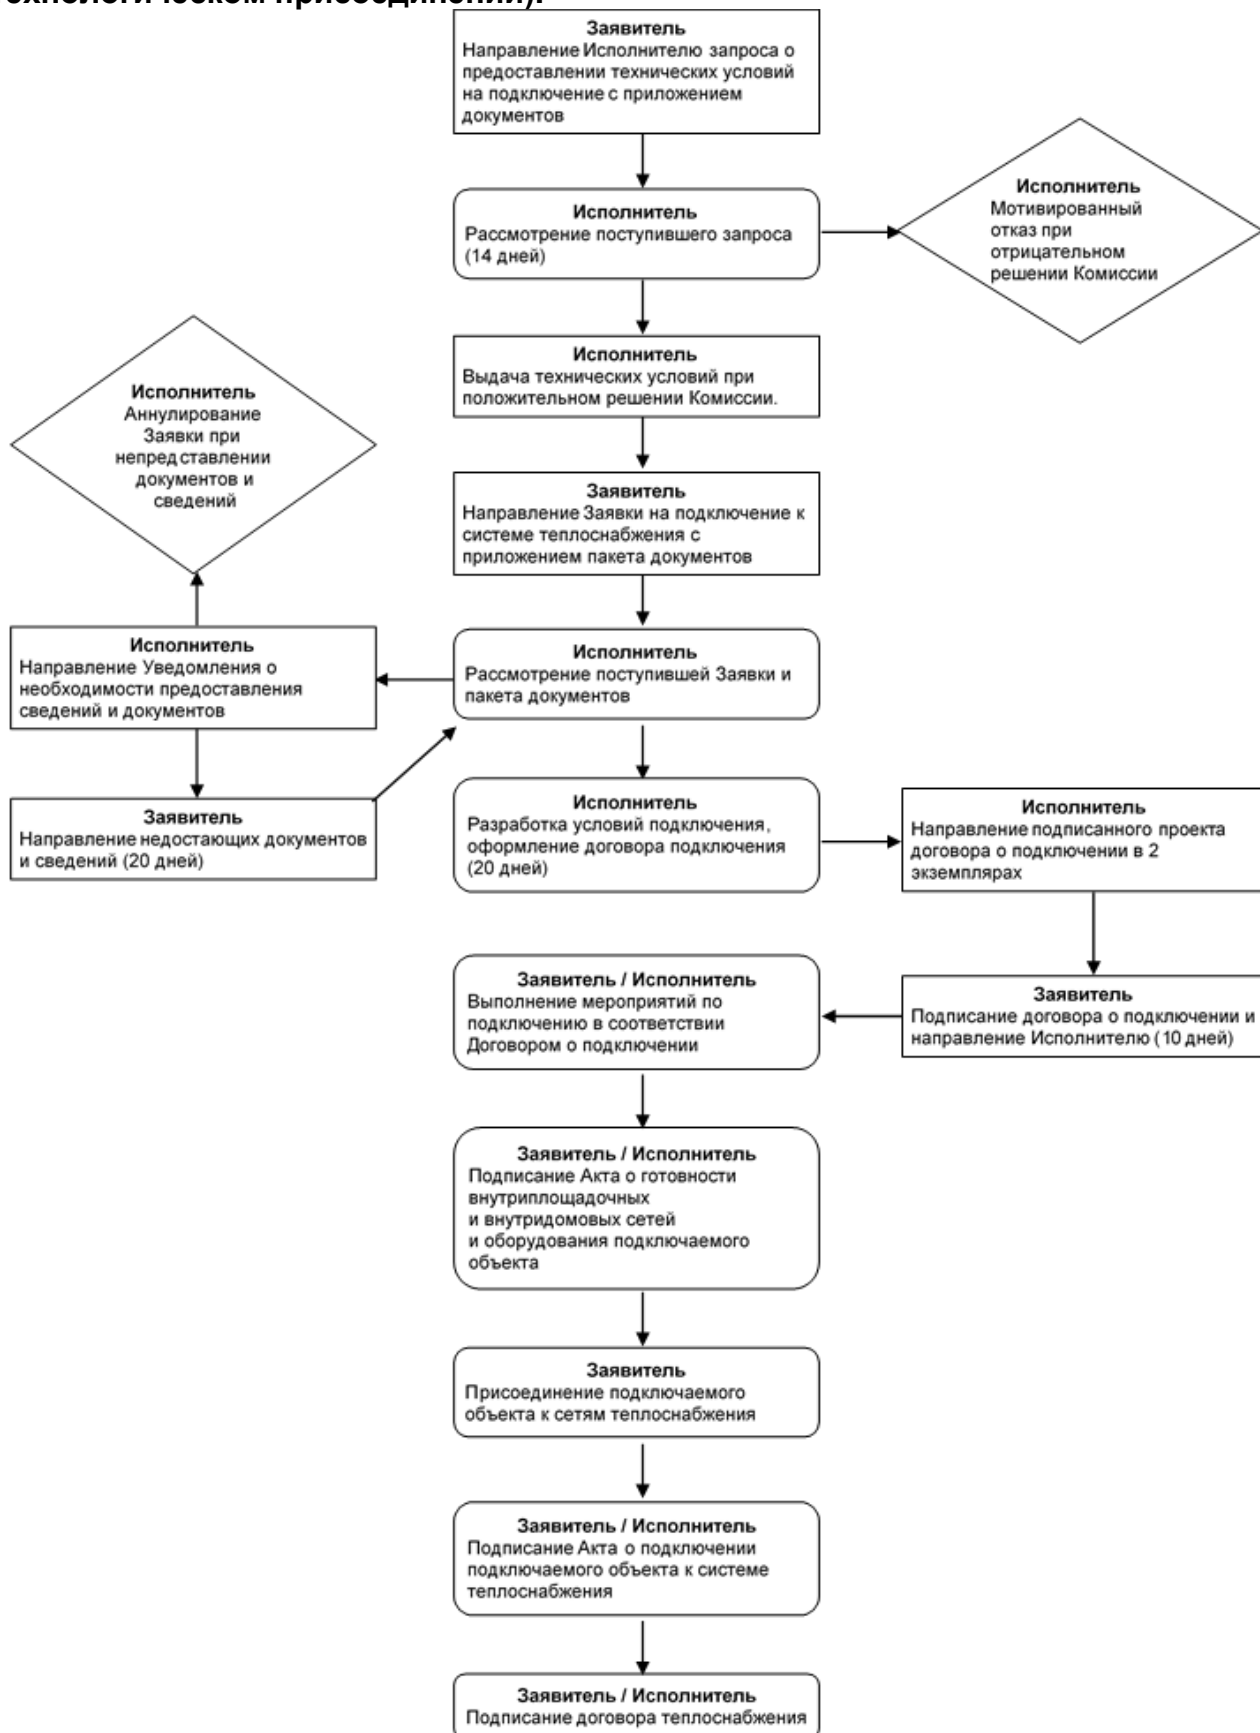 ехнологическом присоединении).
Заявитель
Направление Исполнителю запроса о
предоставлении технических условий
на подключение с приложением
документов
Исполнитель
Рассмотрение поступившего запроса
(14 дней)
Исполнитель
Мотивированный
отказ при
отрицательном
решении Комиссии
Исполнитель
Выдача технических условий при
положительном решении Комиссии.
Исполнитель
Аннулирование
Заявки при
непредставлении
документов и
сведений
Заявитель
Направление Заявки на подключение к
системе теплоснабжения с
приложением пакета документов
Исполнитель
Направление Уведомления о
необходимости предоставления
сведений и документов
Исполнитель
Рассмотрение поступившей Заявки и
пакета документов
Заявитель
Направление недостающих документов
и сведений (20 дней)
Исполнитель
Разработка условий подключения,
оформление договора подключения
(20 дней)
Исполнитель
Направление подписанного проекта
договора о подключении в 2
экземплярах
Заявитель / Исполнитель
Выполнение мероприятий по
подключению в соответствии
Договором о подключении
Заявитель
Подписание договора о подключении и
направление Исполнителю (10 дней)
Заявитель / Исполнитель
Подписание Акта о готовности
внутриплощадочных
и внутридомовых сетей
и оборудования подключаемого
объекта
Заявитель
Присоединение подключаемого
объекта к сетям теплоснабжения
Заявитель / Исполнитель
Подписание Акта о подключении
подключаемого объекта к системе
теплоснабжения
Заявитель / Исполнитель
Подписание договора теплоснабжения